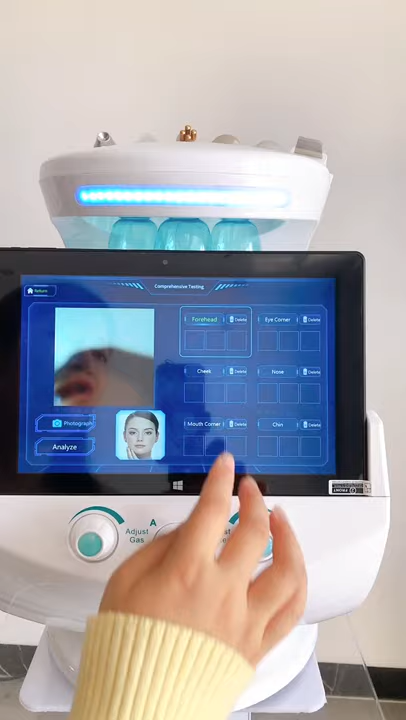 Comprehensive Testing
Return
Forehead
Delete
Eye Corner
Delete
Cheek
Delete
Nose
Delete
Photograph
Mouth Corner
Delete
Chin
Delete
Analyze
FRONT
Adjust
Gas
A